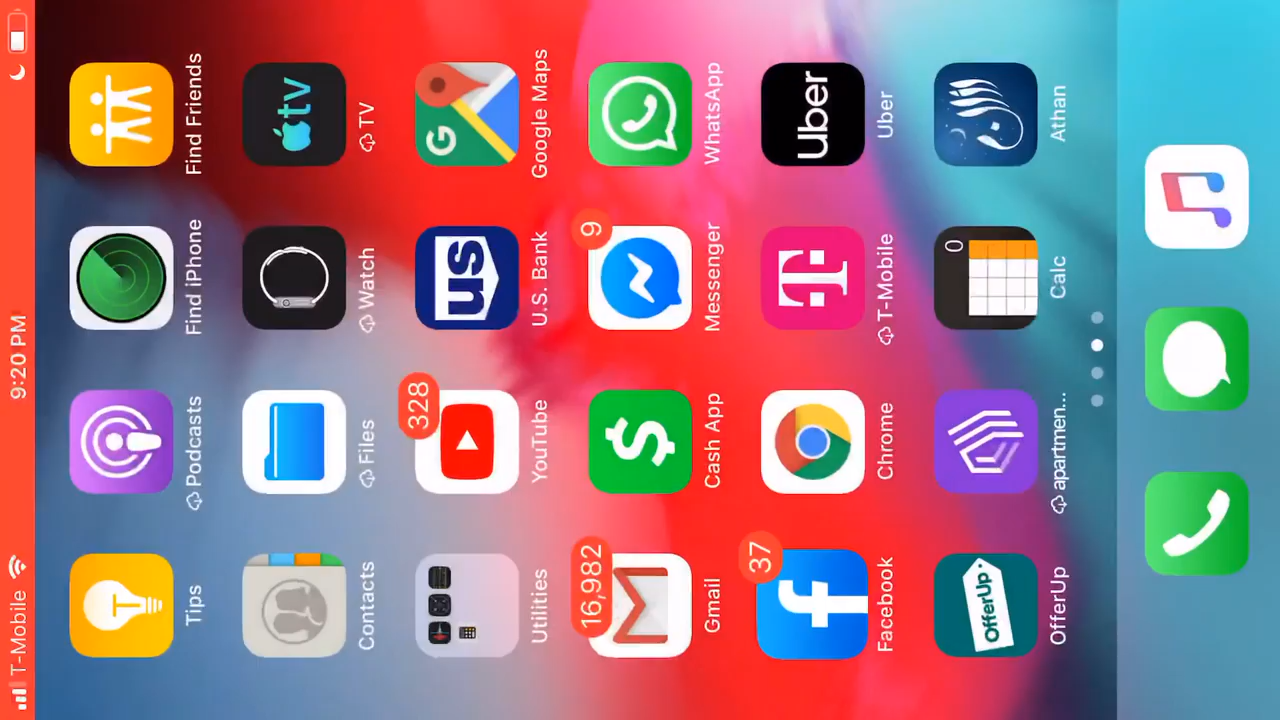 T-Mobile 9:20 PM
Tips Podcasts Find iPhone Find Friends
tv
Contacts Files Watch TV
328 us G
Utilities YouTube U.S. Bank Google Maps
16,982 $ 9
Gmail Cash App Messenger WhatsApp
37 f T Uber
Facebook Chrome T-Mobile Uber
OfferUp 0
OfferUp apartmen... Calc Athan